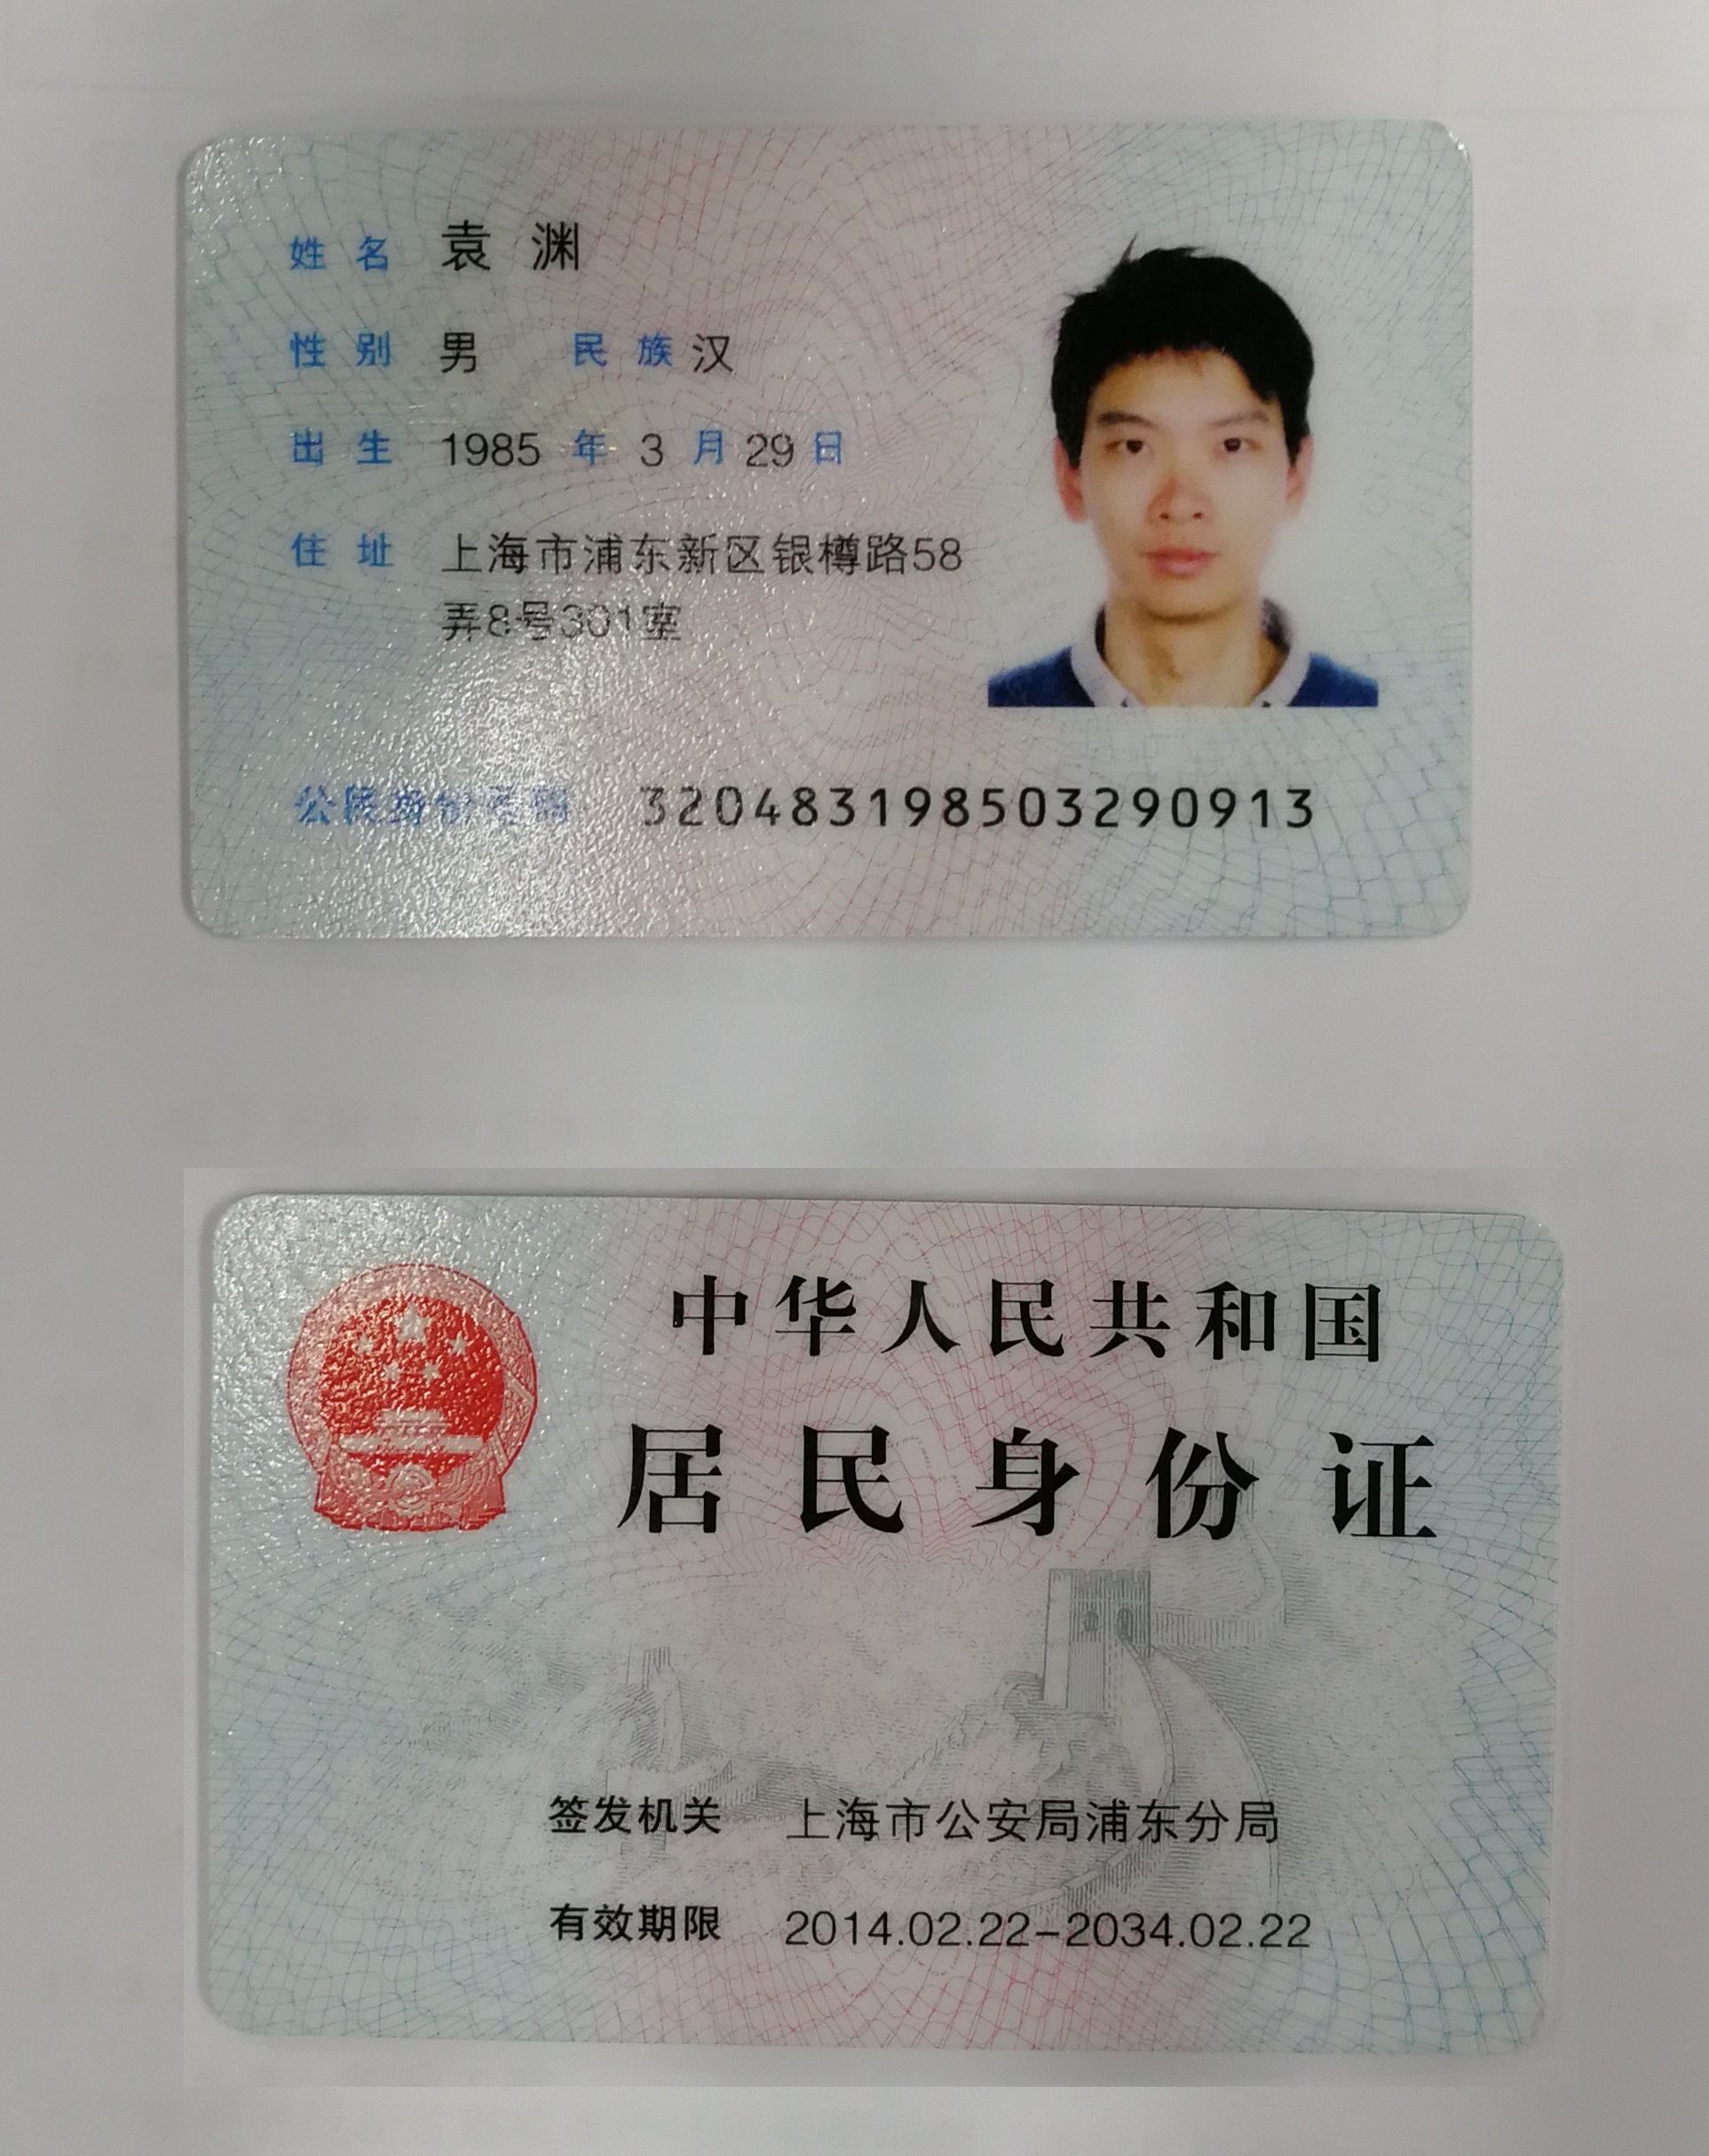 姓名 袁渊
性别 男 民族 汉
出生 1985 年 3 月 29 日
住址 上海市浦东新区银樽路58
弄8号301室
公民身份号码 320483198503290913
中华人民共和国
居民身份证
签发机关 上海市公安局浦东分局
有效期限 2014.02.22-2034.02.22